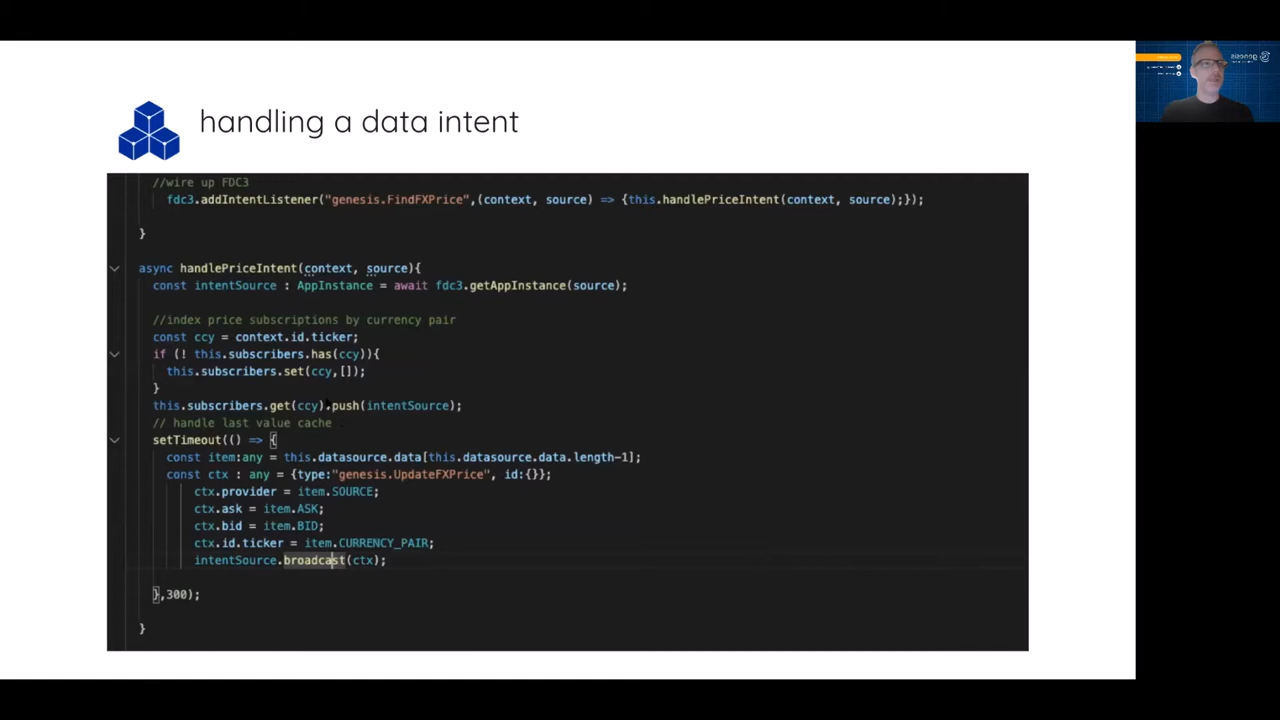 handling a data intent
//wire up FDC3
fdc3.addIntentListener("genesis.FindFXPrice",(context, source) => {this.handlePriceIntent(context, source);});
}
async handlePriceIntent(context, source){
const intentSource : AppInstance = await fdc3.getAppInstance(source);
//index price subscriptions by currency pair
const ccy = context.id.ticker;
if (! this.subscribers.has(ccy)){
this.subscribers.set(ccy,[]);
}
this.subscribers.get(ccy).push(intentSource);
// handle last value cache
setTimeout(() => {
const item:any = this.datasource.data[this.datasource.data.length-1];
const ctx : any = {type:"genesis.UpdateFXPrice", id:{}};
ctx.provider = item.SOURCE;
ctx.ask = item.ASK;
ctx.bid = item.BID;
ctx.id.ticker = item.CURRENCY_PAIR;
intentSource.broadcast(ctx);
},300);
}
genesis